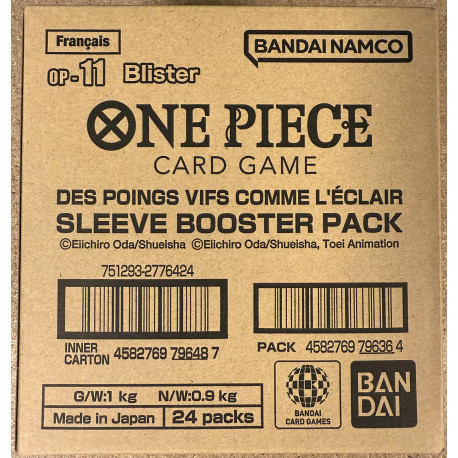 Français
BANDAI NAMCO
OP-11 Blister
ONE PIECE
CARD GAME
DES POINGS VIFS COMME L'ÉCLAIR
SLEEVE BOOSTER PACK
©Eiichiro Oda/Shueisha ©Eiichiro Oda/Shueisha, Toei Animation
751293-2776424
INNER CARTON 4582769 79648 7
PACK 4582769 79636 4
G/W:1 kg N/W:0.9 kg
Made in Japan 24 packs
BANDAI
CARD GAMES
BAN
DAI